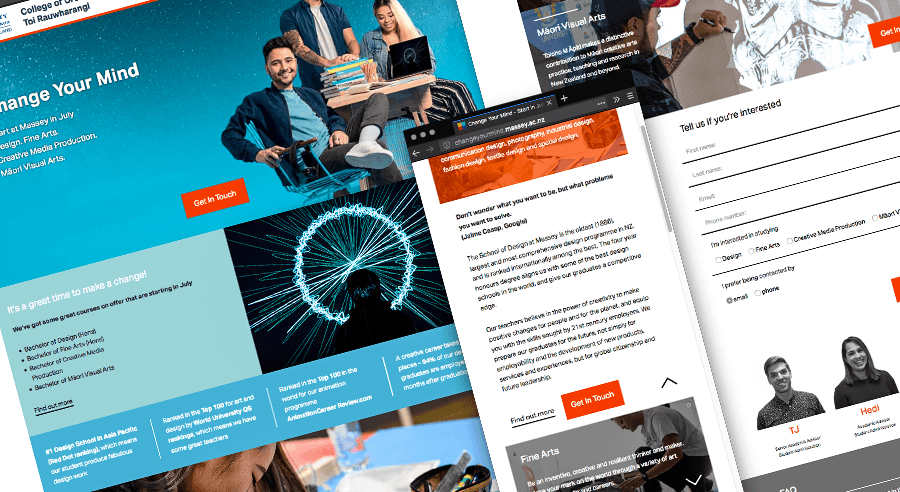 College of Cre
Toi Rauwharangi
hange Your Mind
art at Massey in July
esign. Fine Arts.
Creative Media Production.
Māori Visual Arts.
Get In Touch
It's a great time to make a change!
We've got some great courses on offer that are starting in July
Bachelor of Design (Hons)
Bachelor of Fine Arts (Hons)
Bachelor of Creative Media
Production
Bachelor of Māori Visual Arts
Find out more
#1 Design School in Asia Pacific
(Red Dot ranking), which means
our student produce fabulous
design work
Ranked in the Top 100 for art and
design by World University QS
rankings, which means we have
some great teachers
Ranked in the Top 100 in the
world for our animation
programme
AnimationCareer Review.com
A creative career takes
places - 94% of our de
graduates are employe
months after graduation
Change Your Mind - Start in Ju
changeyourmind.massey.ac.nz
communication design, photography, industrial design,
fashion design, textile design and spatial design.
Don't wonder what you want to be, but what problems
you want to solve.
(Jaime Casap, Google)
The School of Design at Massey is the oldest (1886),
largest and most comprehensive design programme in NZ,
and is ranked internationally among the best. The four year
honours degree aligns us with some of the best design
schools in the world, and give our graduates a competitive
edge.
Our teachers believe in the power of creativity to make
positive changes for people and for the planet, and equip
you with the skills sought by 21st century employers. We
prepare our graduates for the future, not simply for
employability and the development of new products,
services and experiences, but for global citizenship and
future leadership.
Find out more
Get In Touch
Fine Arts
Be an inventive, creative and resilient thinker and maker.
your mark on the world through a variety of art
and careers.
Māori Visual Arts
Toioho ki Āpiti makes a distinctive
contribution to Māori creative arts
practice, teaching and research in
New Zealand and beyond.
Get In
Tell us if you're interested
First name:
Last name:
Email:
Phone number:
I'm interested in studying
Design
Fine Arts
Creative Media Production
Māori Vi
I prefer being contacted by
email
phone
TJ
Senior Academic Advisor
Student Administration
Hedi
Academic Advisor
Student Administration
FAQ